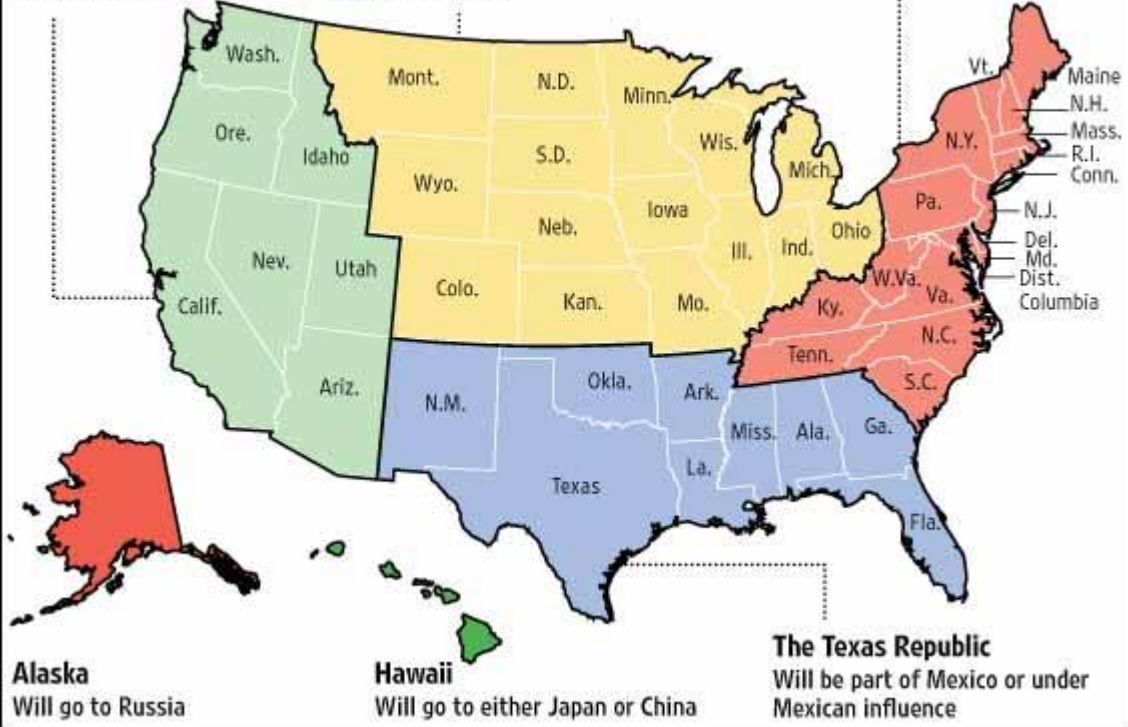 Wash.
Mont.
N.D.
Minn.
Vt.
Maine
N.H.
Mass.
R.I.
Conn.
N.Y.
Ore.
Idaho
S.D.
Wis.
Mich.
Wyo.
Pa.
N.J.
Iowa
Neb.
Ill.
Ind.
Ohio
Del.
Md.
Dist.
Columbia
Nev.
Utah
Colo.
Kan.
Mo.
W.Va.
Va.
Ky.
Calif.
N.C.
Tenn.
S.C.
Ariz.
N.M.
Okla.
Ark.
Miss.
Ala.
Ga.
La.
Texas
Fla.
Alaska
Will go to Russia
Hawaii
Will go to either Japan or China
The Texas Republic
Will be part of Mexico or under
Mexican influence